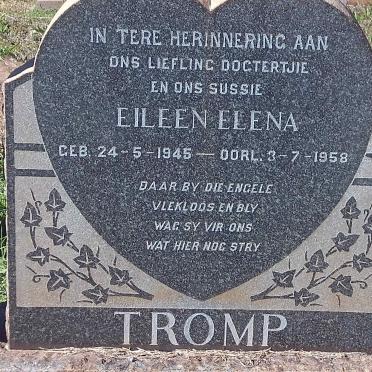 IN TERE HERINNERING AAN
ONS LIEFLING DOGTERTJIE
EN ONS SUSSIE
EILEEN ELENA
GEB. 24-5-1945 — OORL. 3-7-1958
DAAR BY DIE ENGELE
VLEKLOOS EN BLY
WAG SY VIR ONS
WAT HIER NOG STRY
TROMP